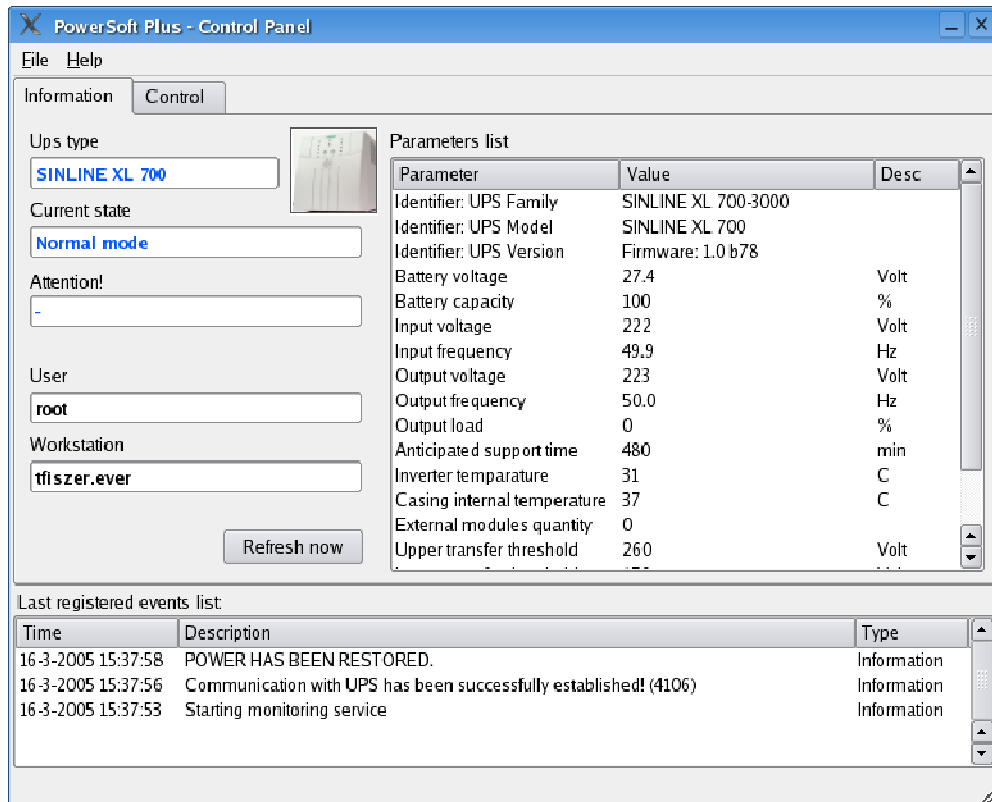 PowerSoft Plus - Control Panel
File Help
Information Control
Ups type
SINLINE XL 700
Current state
Normal mode
Attention!
-
User
root
Workstation
tfiszer.ever
Refresh now
Parameters list
Parameter Value Desc
Identifier: UPS Family SINLINE XL 700-3000
Identifier: UPS Model SINLINE XL 700
Identifier: UPS Version Firmware: 1.0 b78
Battery voltage 27.4 Volt
Battery capacity 100 %
Input voltage 222 Volt
Input frequency 49.9 Hz
Output voltage 223 Volt
Output frequency 50.0 Hz
Output load 0 %
Anticipated support time 480 min
Inverter temparature 31 C
Casing internal temperature 37 C
External modules quantity 0
Upper transfer threshold 260 Volt
Last registered events list:
Time Description Type
16-3-2005 15:37:58 POWER HAS BEEN RESTORED. Information
16-3-2005 15:37:56 Communication with UPS has been successfully established! (4106) Information
16-3-2005 15:37:53 Starting monitoring service Information